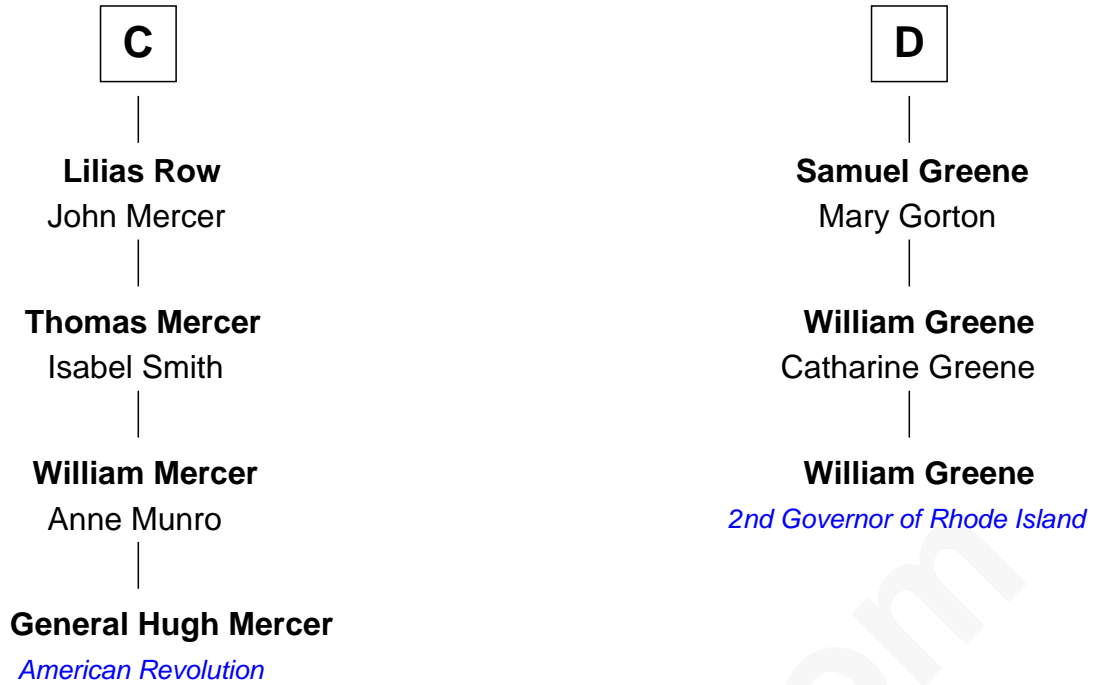 C
Lilias Row
John Mercer
Thomas Mercer
Isabel Smith
William Mercer
Anne Munro
General Hugh Mercer
American Revolution
D
Samuel Greene
Mary Gorton
William Greene
Catharine Greene
William Greene
2nd Governor of Rhode Island
om